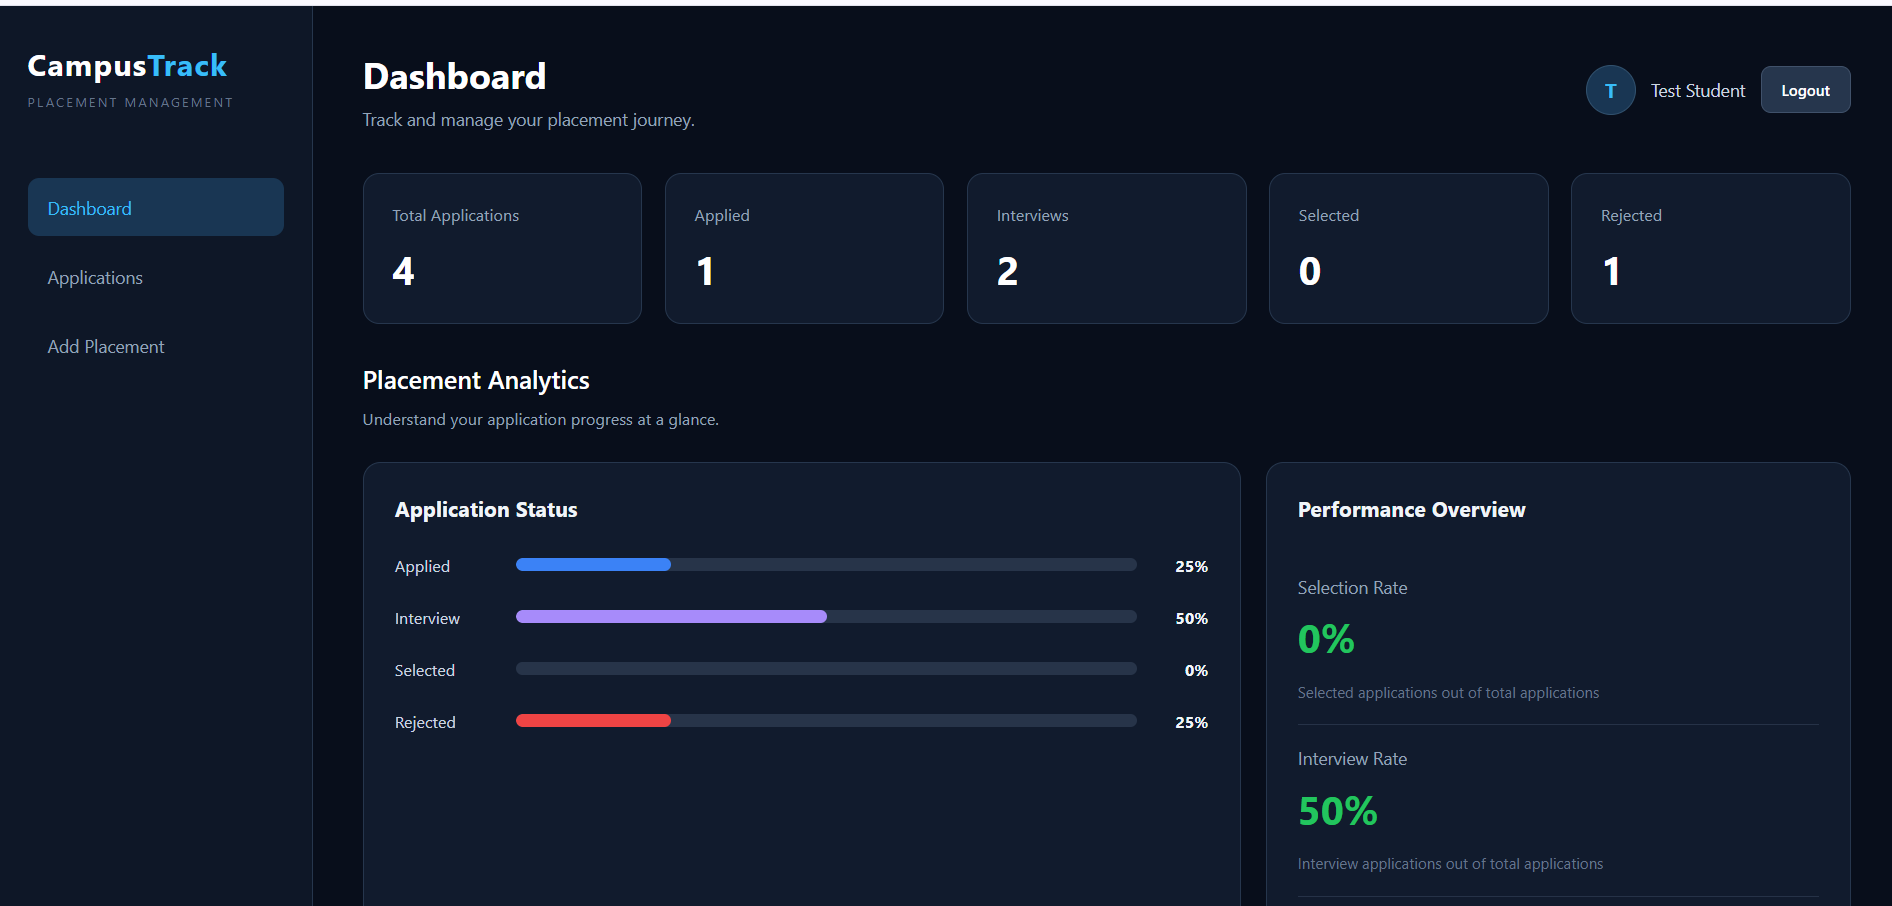 CampusTrack
PLACEMENT MANAGEMENT
Dashboard
Applications
Add Placement
Dashboard
Track and manage your placement journey.
T
Test Student
Logout
Total Applications
4
Applied
1
Interviews
2
Selected
0
Rejected
1
Placement Analytics
Understand your application progress at a glance.
Application Status
Applied 25%
Interview 50%
Selected 0%
Rejected 25%
Performance Overview
Selection Rate
0%
Selected applications out of total applications
Interview Rate
50%
Interview applications out of total applications